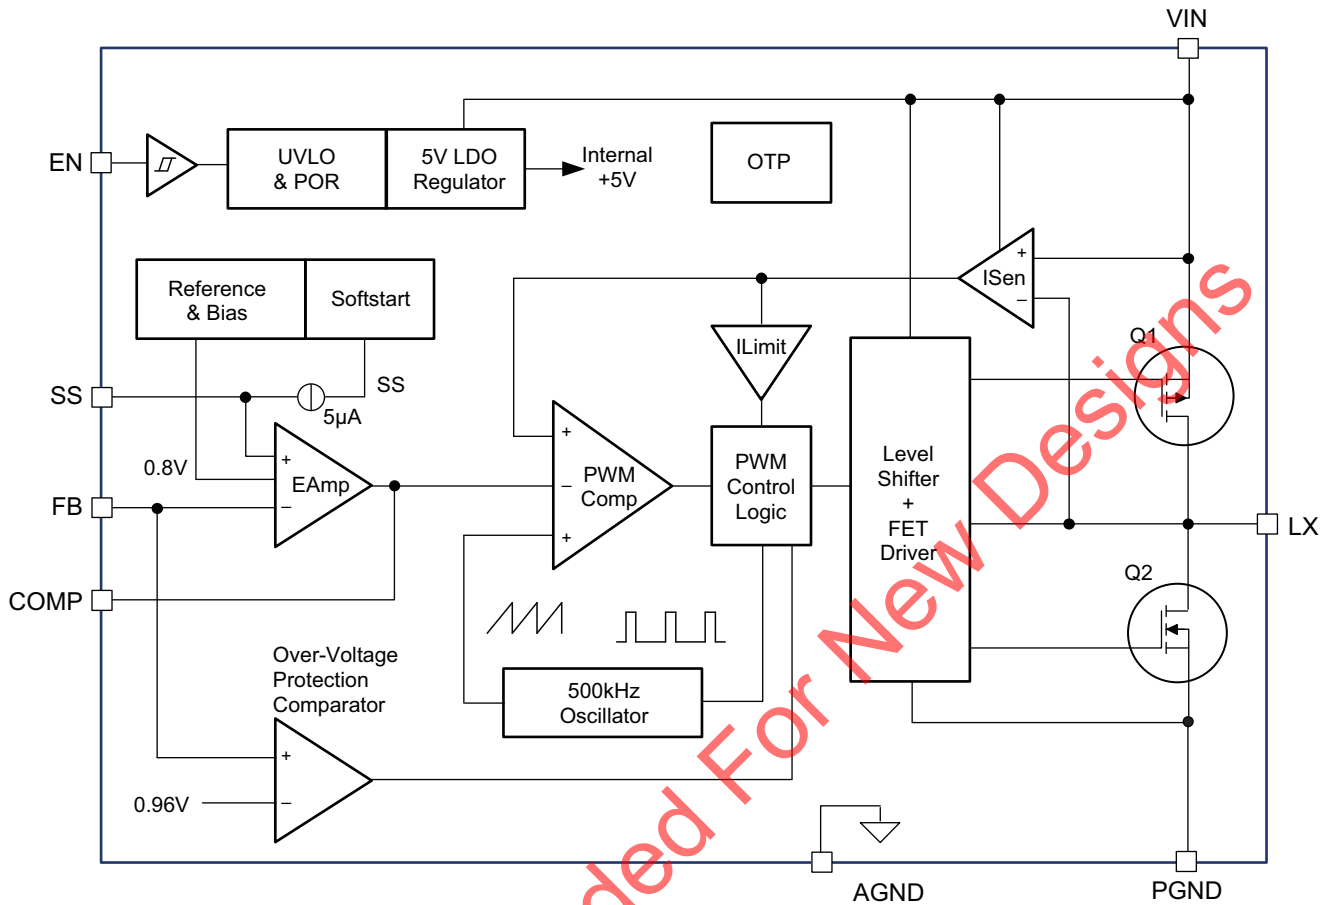 VIN
EN
UVLO
& POR
5V LDO
Regulator
Internal
+5V
OTP
Reference
& Bias
Softstart
+
ISen
−
ILimit
Q1
SS
SS
5µA
0.8V
+
EAmp
−
FB
+
−
PWM
Comp
+
PWM
Control
Logic
Level
Shifter
+
FET
Driver
LX
Q2
COMP
Over-Voltage
Protection
Comparator
500kHz
Oscillator
+
0.96V
−
AGND
PGND
ded For New Designs